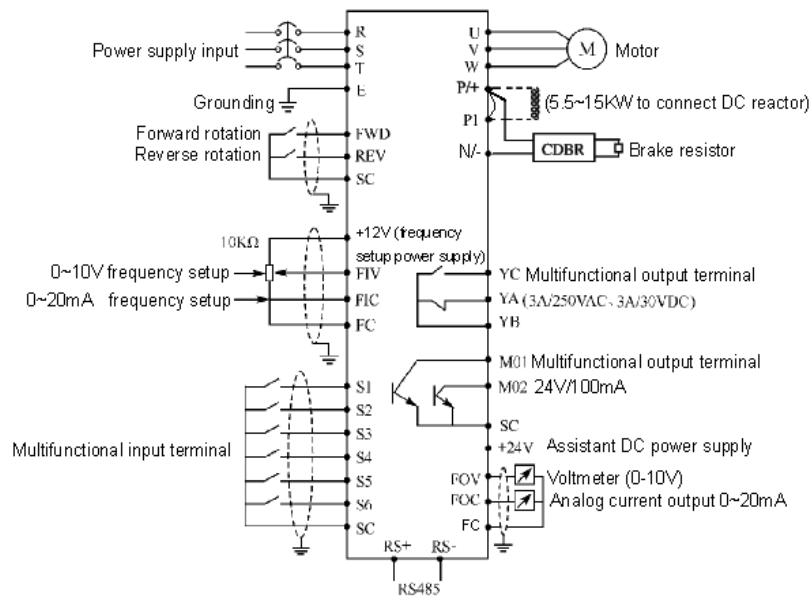 Power supply input
R
S
T
E
Grounding
Forward rotation
FWD
Reverse rotation
REV
SC
10KΩ
+12V (frequency
setup power supply)
0~10V frequency setup
FIV
0~20mA frequency setup
FIC
FC
Multifunctional input terminal
S1
S2
S3
S4
S5
S6
SC
RS+ RS-
RS485
U
V
W
M
Motor
P/+
(5.5~15KW to connect DC reactor)
P1
N/-
CDBR
Brake resistor
YC Multifunctional output terminal
YA (3A/250VAC、3A/30VDC)
YB
M01 Multifunctional output terminal
M02 24V/100mA
SC
+24V Assistant DC power supply
FOV Voltmeter (0-10V)
FOC Analog current output 0~20mA
FC